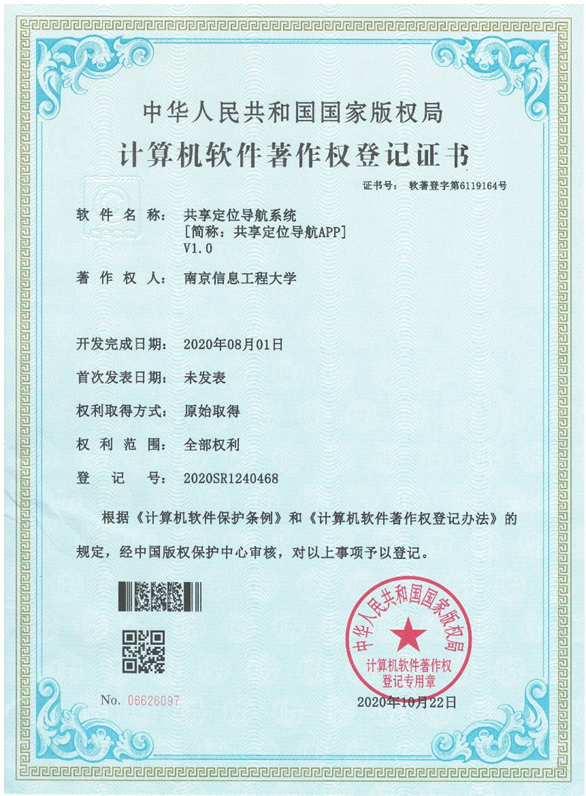 中华人民共和国国家版权局
计算机软件著作权登记证书
证书号： 软著登字第6119164号
软件名称： 共享定位导航系统
[简称：共享定位导航APP]
V1.0
著作权人： 南京信息工程大学
开发完成日期： 2020年08月01日
首次发表日期： 未发表
权利取得方式： 原始取得
权利范围： 全部权利
登记号： 2020SR1240468
根据《计算机软件保护条例》和《计算机软件著作权登记办法》的
规定，经中国版权保护中心审核，对以上事项予以登记。
中华人民共和国国家版权局
计算机软件著作权
登记专用章
No. 06626097
2020年10月22日